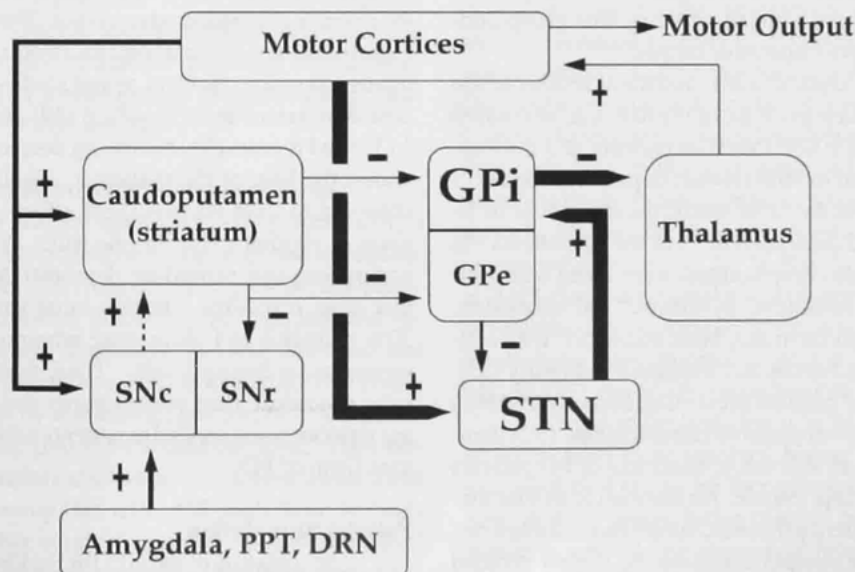 Motor Cortices
Motor Output
+
-
-
+
Caudoputamen
(striatum)
GPi
Thalamus
+
GPe
+
+
-
SNc
SNr
+
STN
+
Amygdala, PPT, DRN